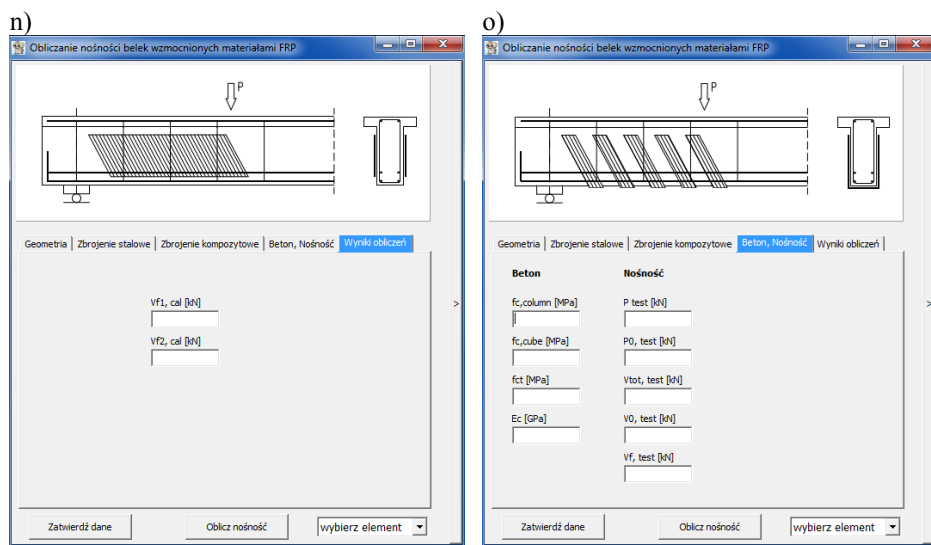 n)
Obliczanie nośności belek wzmocnionych materiałami FRP
P
Geometria Zbrojenie stalowe Zbrojenie kompozytowe Beton, Nośność Wyniki obliczeń
Vf1, cal [kN]
Vf2, cal [kN]
>
Zatwierdź dane Oblicz nośność wybierz element
o)
Obliczanie nośności belek wzmocnionych materiałami FRP
P
Geometria Zbrojenie stalowe Zbrojenie kompozytowe Beton, Nośność Wyniki obliczeń
Beton Nośność
fc,column [MPa] P test [kN]
fc,cube [MPa] P0, test [kN]
fct [MPa] Vtot, test [kN]
Ec [GPa] V0, test [kN]
Vf, test [kN]
>
Zatwierdź dane Oblicz nośność wybierz element